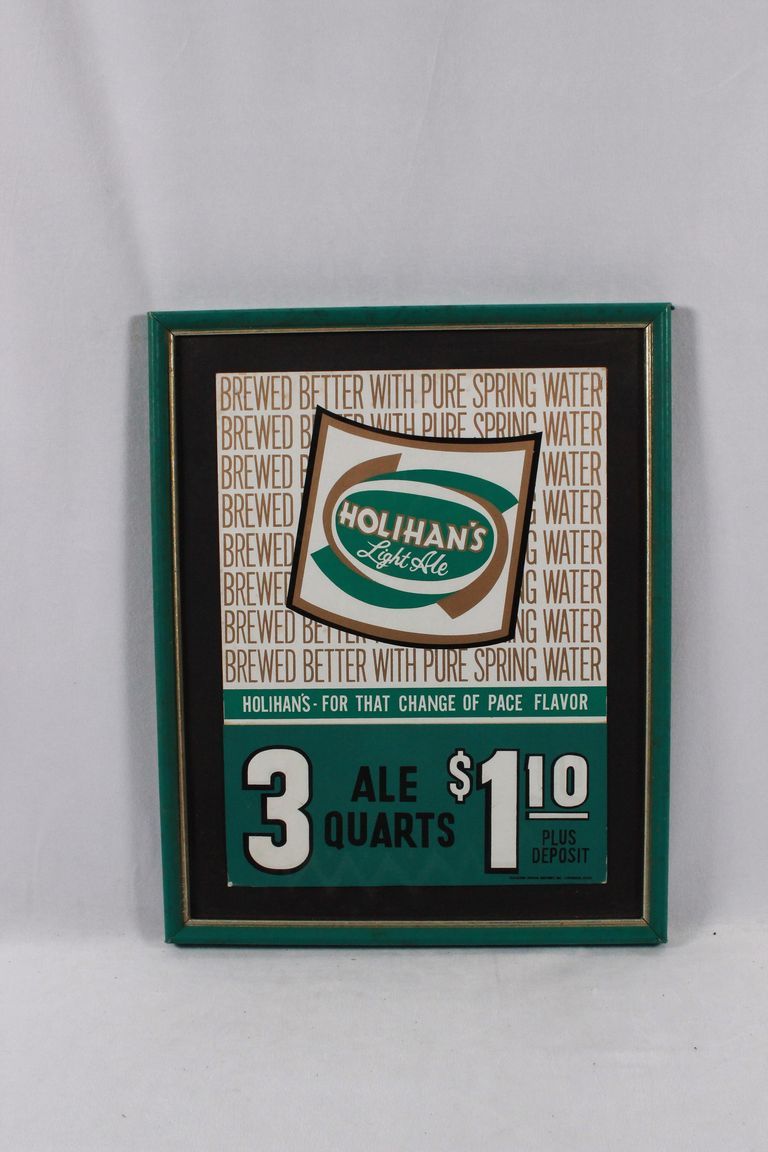 BREWED BETTER WITH PURE SPRING WATER
BREWED BETTER WITH PURE SPRING WATER
BREWED B WATER
BREWED WATER
BREWED G WATER
BREWE G WATER
BREWED BETTER NG WATER
BREWED BETTER WITH PURE SPRING WATER
HOLIHAN'S
Light Ale
HOLIHAN'S - FOR THAT CHANGE OF PACE FLAVOR
3 ALE QUARTS $1.10
PLUS
DEPOSIT